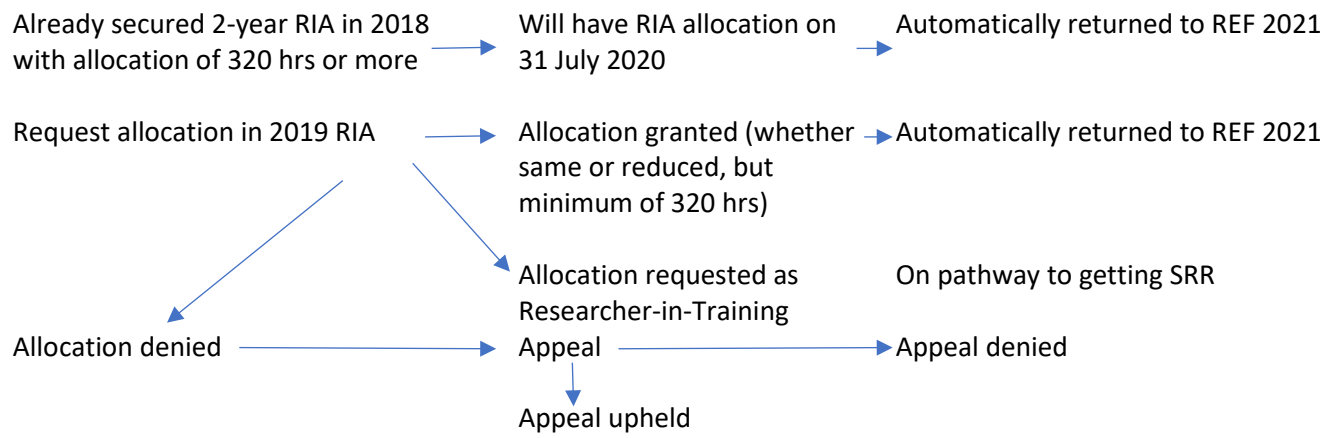 Already secured 2-year RIA in 2018
with allocation of 320 hrs or more
Will have RIA allocation on
31 July 2020
Automatically returned to REF 2021
Request allocation in 2019 RIA
Allocation granted (whether
same or reduced, but
minimum of 320 hrs)
Automatically returned to REF 2021
Allocation requested as
Researcher-in-Training
On pathway to getting SRR
Allocation denied
Appeal
Appeal denied
Appeal upheld